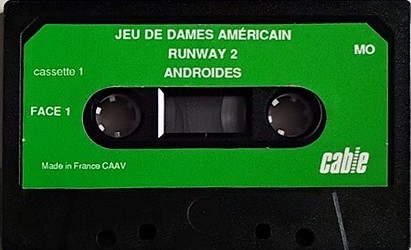 JEU DE DAMES AMÉRICAIN
RUNWAY 2
MO
cassette 1
ANDROIDES
FACE 1
Made in France CAAV
cable